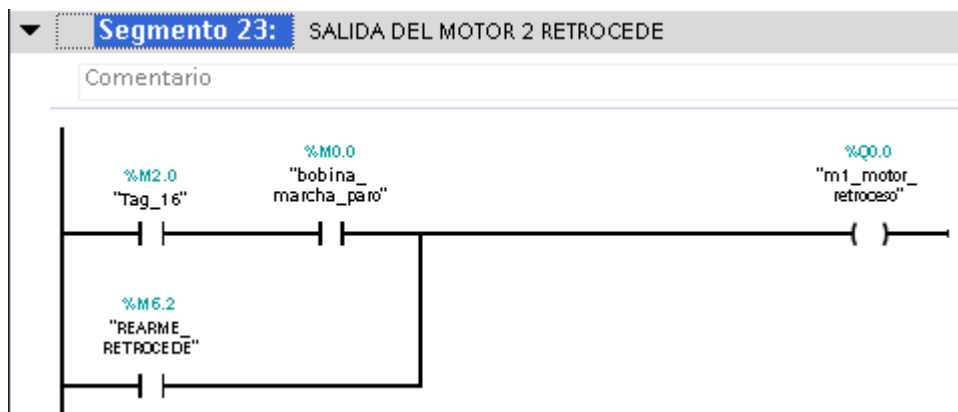 Segmento 23: SALIDA DEL MOTOR 2 RETROCEDE
Comentario
%M2.0
"Tag_16"
%M0.0
"bobina_
marcha_paro"
%Q0.0
"m1_motor_
retroceso"
%M6.2
"REARME_
RETROCEDE"